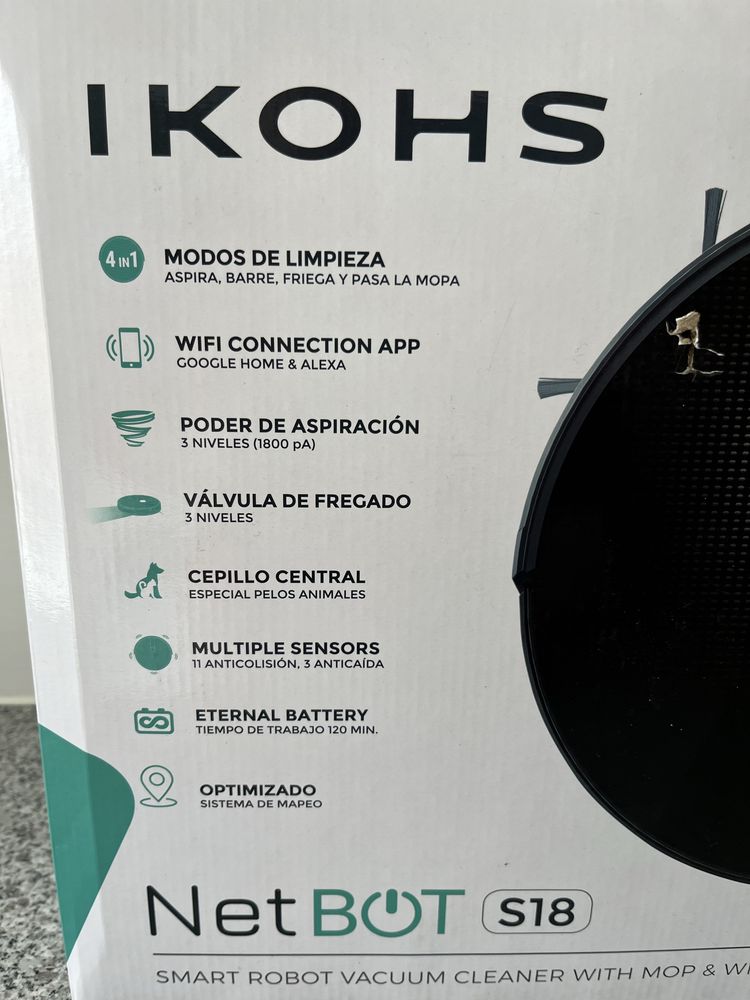 IKOHS
4 IN 1
MODOS DE LIMPIEZA
ASPIRA, BARRE, FRIEGA Y PASA LA MOPA
WIFI CONNECTION APP
GOOGLE HOME & ALEXA
PODER DE ASPIRACIÓN
3 NIVELES (1800 pA)
VÁLVULA DE FREGADO
3 NIVELES
CEPILLO CENTRAL
ESPECIAL PELOS ANIMALES
MULTIPLE SENSORS
11 ANTICOLISIÓN, 3 ANTICAÍDA
ETERNAL BATTERY
TIEMPO DE TRABAJO 120 MIN.
OPTIMIZADO
SISTEMA DE MAPEO
NetBOT S18
SMART ROBOT VACUUM CLEANER WITH MOP &